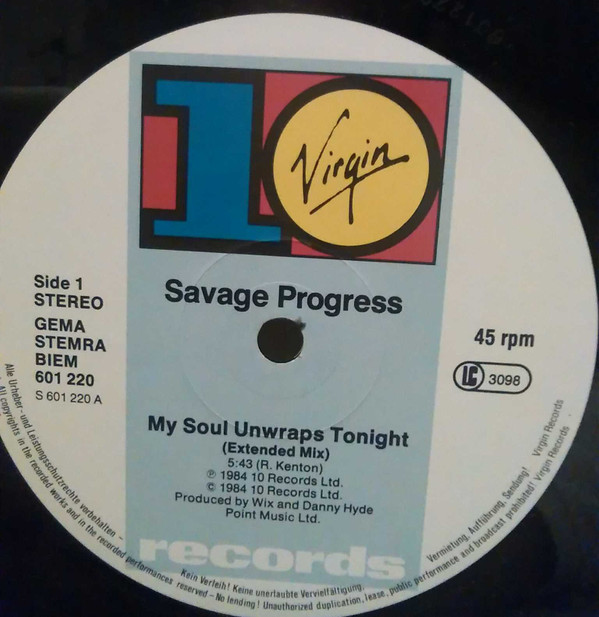 10
Virgin
Savage Progress
Side 1
STEREO
GEMA
STEMRA
BIEM
601 220
S 601 220 A
45 rpm
LC 3098
My Soul Unwraps Tonight
(Extended Mix)
5:43 (R. Kenton)
℗ 1984 10 Records Ltd.
© 1984 10 Records Ltd.
Produced by Wix and Danny Hyde
Point Music Ltd.
records
Alle Urheber- und Leistungsschutzrechte vorbehalten – Kein Verleih! Keine unerlaubte Vervielfältigung, Vermietung, Aufführung, Sendung! Virgin Records
All copyrights in the recorded works and in the recorded performances reserved – No lending! Unauthorized duplication, lease, public performance and broadcast prohibited! Virgin Records